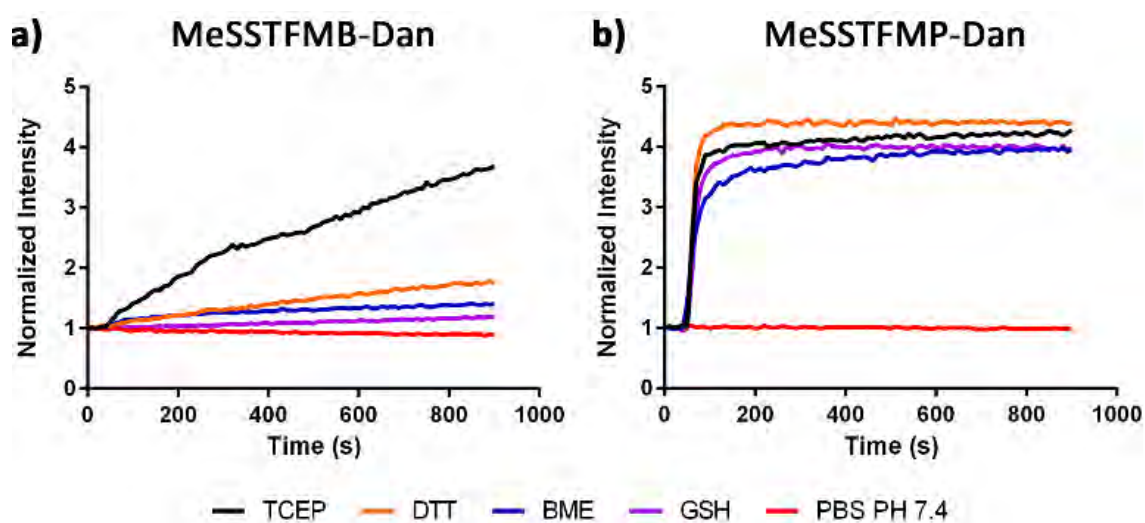 a) MeSSTFMB-Dan
Normalized Intensity
5
4
3
2
1
0
0 200 400 600 800 1000
Time (s)
b) MeSSTFMP-Dan
Normalized Intensity
5
4
3
2
1
0
0 200 400 600 800 1000
Time (s)
TCEP DTT BME GSH PBS PH 7.4